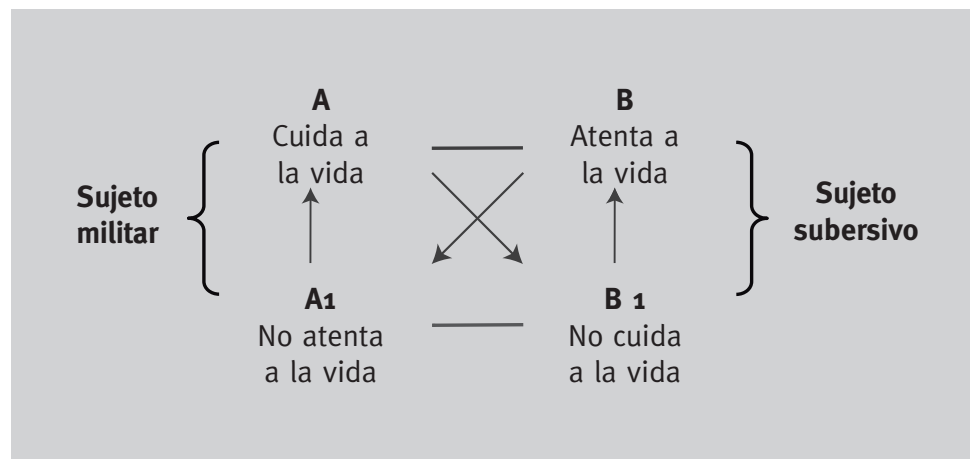 A
Cuida a
la vida
B
Atenta a
la vida
Sujeto
militar
Sujeto
subersivo
A1
No atenta
a la vida
B 1
No cuida
a la vida